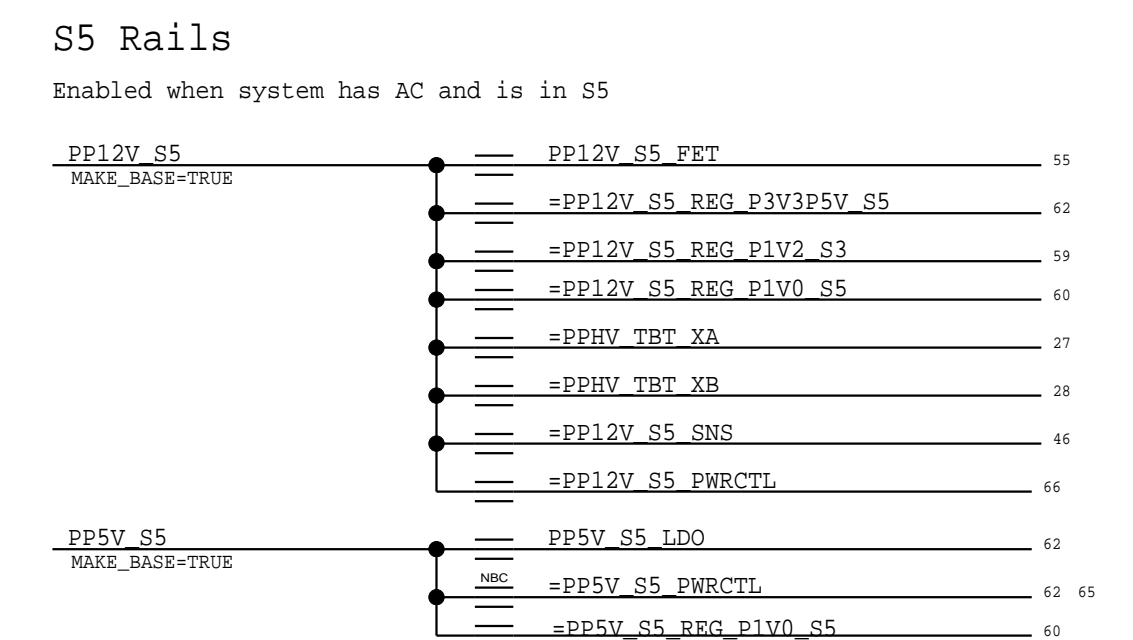 S5 Rails
Enabled when system has AC and is in S5
PP12V_S5 PP12V_S5_FET 55
MAKE_BASE=TRUE
=PP12V_S5_REG_P3V3P5V_S5 62
=PP12V_S5_REG_P1V2_S3 59
=PP12V_S5_REG_P1V0_S5 60
=PPHV_TBT_XA 27
=PPHV_TBT_XB 28
=PP12V_S5_SNS 46
=PP12V_S5_PWRCTL 66
PP5V_S5 PP5V_S5_LDO 62
MAKE_BASE=TRUE
NBC =PP5V_S5_PWRCTL 62 65
=PP5V_S5_REG_P1V0_S5 60